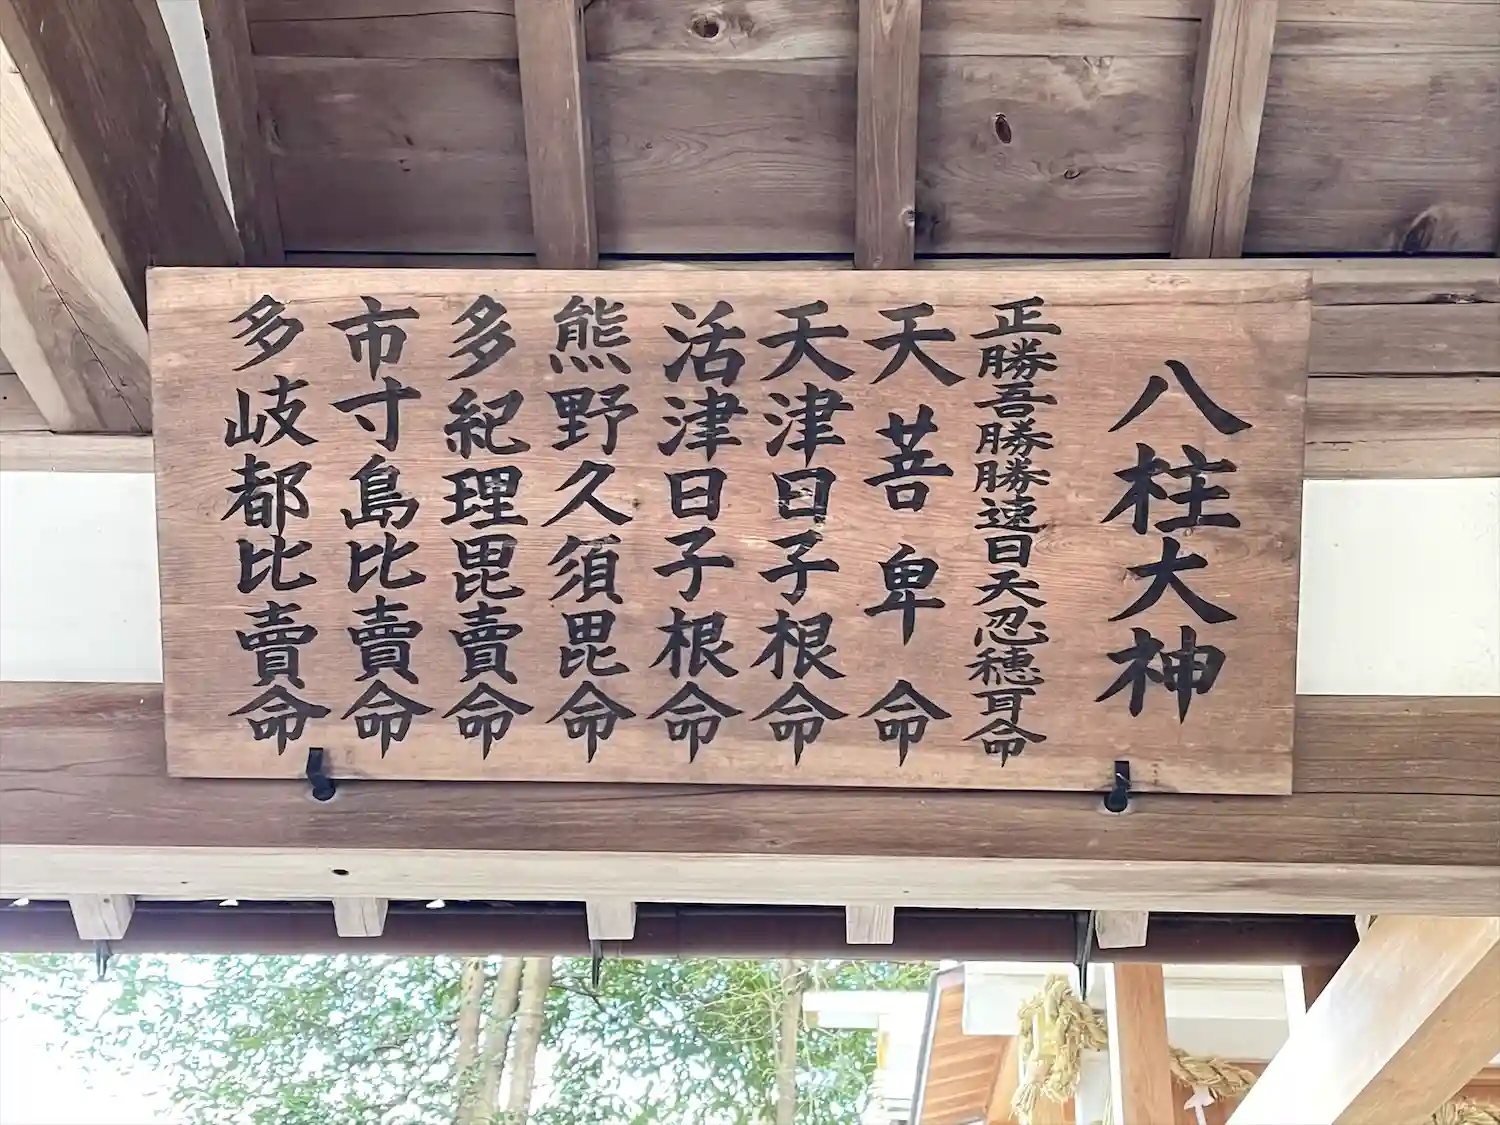 八柱大神
正勝吾勝勝速日天忍穗耳命
天菩卑命
天津日子根命
活津日子根命
熊野久須毘命
多紀理毘賣命
市寸島比賣命
多岐都比賣命